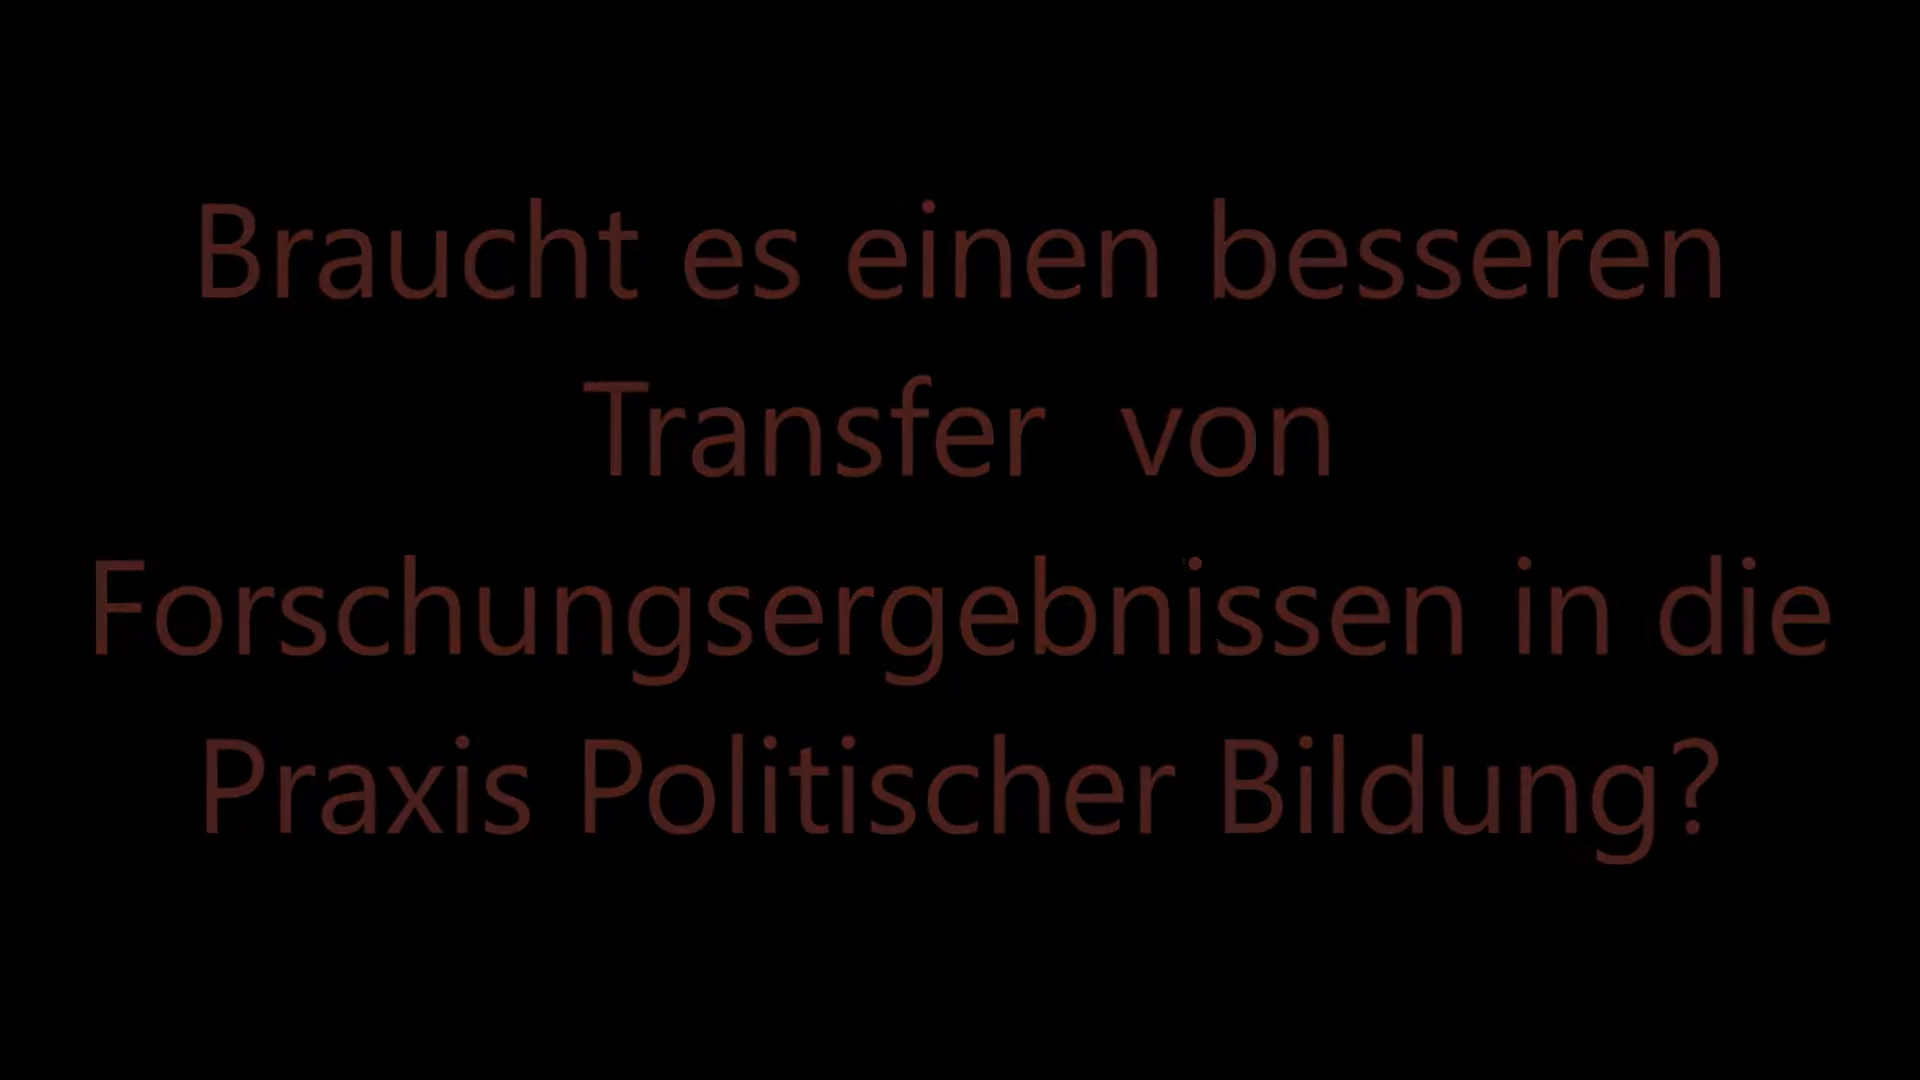 Braucht es einen besseren
Transfer  von
Forschungsergebnissen in die
Praxis Politischer Bildung?